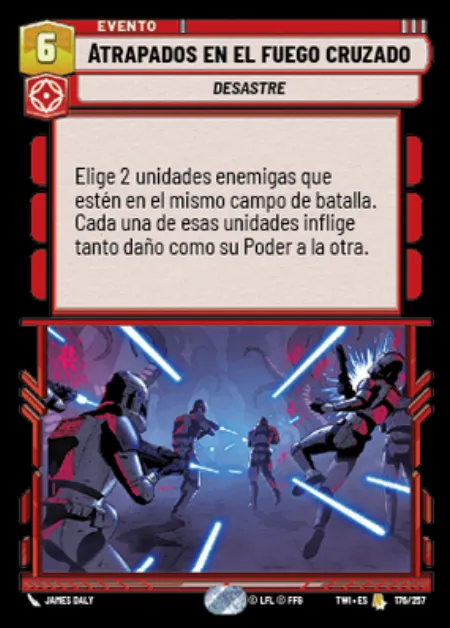 EVENTO
6
ATRAPADOS EN EL FUEGO CRUZADO
DESASTRE
Elige 2 unidades enemigas que
estén en el mismo campo de batalla.
Cada una de esas unidades inflige
tanto daño como su Poder a la otra.
JAMES DALY
© LFL © FFG
TWI • ES
176/257